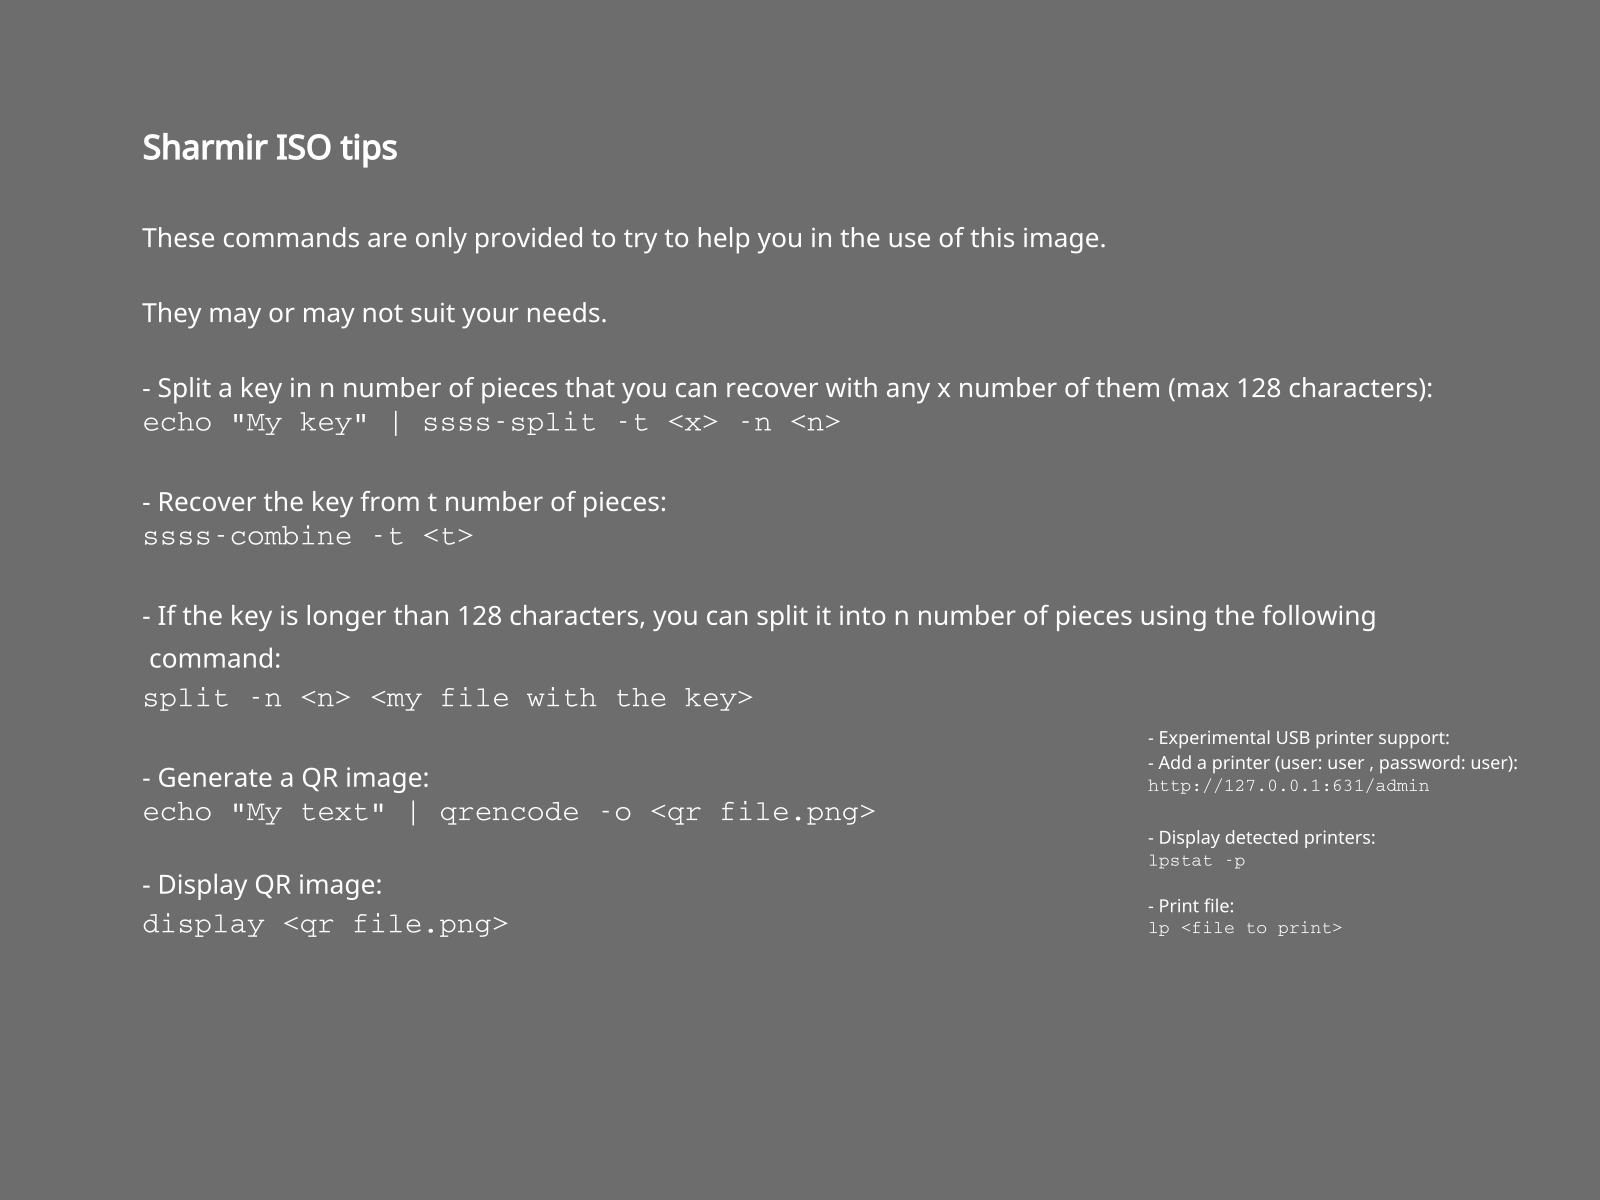 Sharmir ISO tips
These commands are only provided to try to help you in the use of this image.
They may or may not suit your needs.
- Split a key in n number of pieces that you can recover with any x number of them (max 128 characters):
echo "My key" | ssss-split -t <x> -n <n>
- Recover the key from t number of pieces:
ssss-combine -t <t>
- If the key is longer than 128 characters, you can split it into n number of pieces using the following
command:
split -n <n> <my file with the key>
- Generate a QR image:
echo "My text" | qrencode -o <qr file.png>
- Display QR image:
display <qr file.png>
- Experimental USB printer support:
- Add a printer (user: user , password: user):
http://127.0.0.1:631/admin
- Display detected printers:
lpstat -p
- Print file:
lp <file to print>